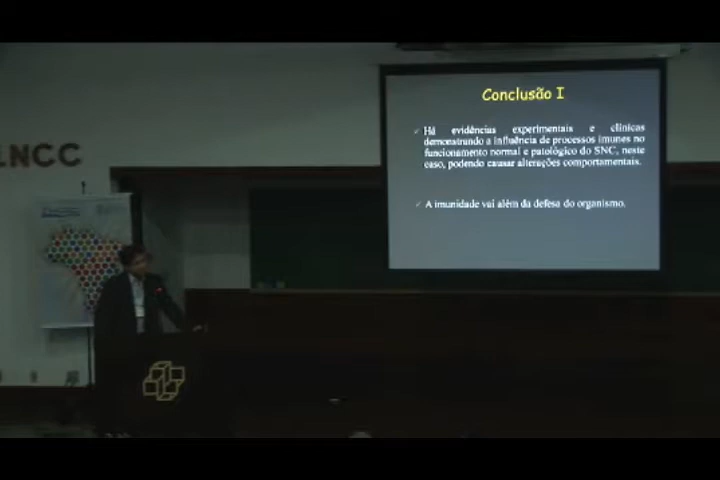 Conclusão I
LNCC
✓ Há evidências experimentais e clínicas
demonstrando a influência de processos imunes no
funcionamento normal e patológico do SNC, neste
caso, podendo causar alterações comportamentais.
✓ A imunidade vai além da defesa do organismo.